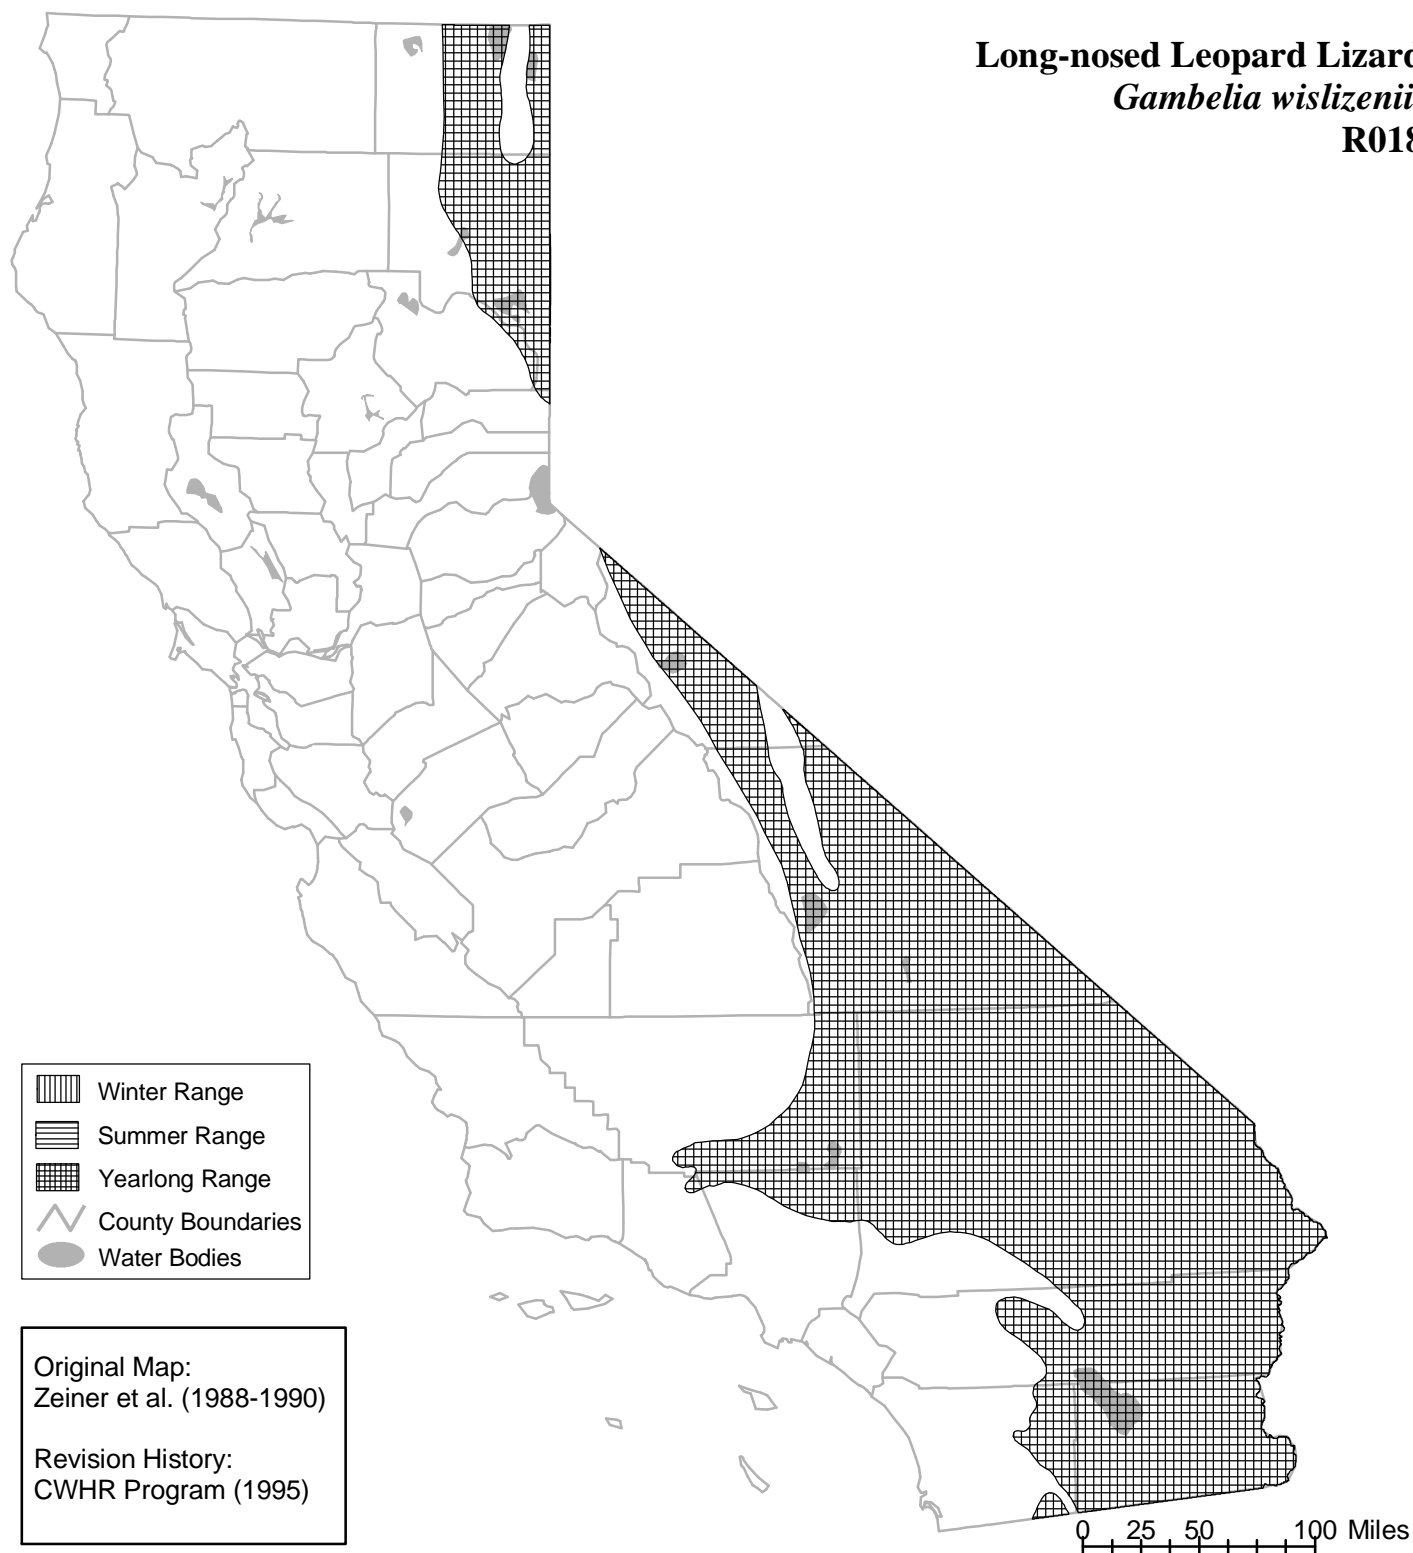 Long-nosed Leopard Lizard
Gambelia wislizenii
R018
Winter Range
Summer Range
Yearlong Range
County Boundaries
Water Bodies
Original Map:
Zeiner et al. (1988-1990)
Revision History:
CWHR Program (1995)
0 25 50 100 Miles